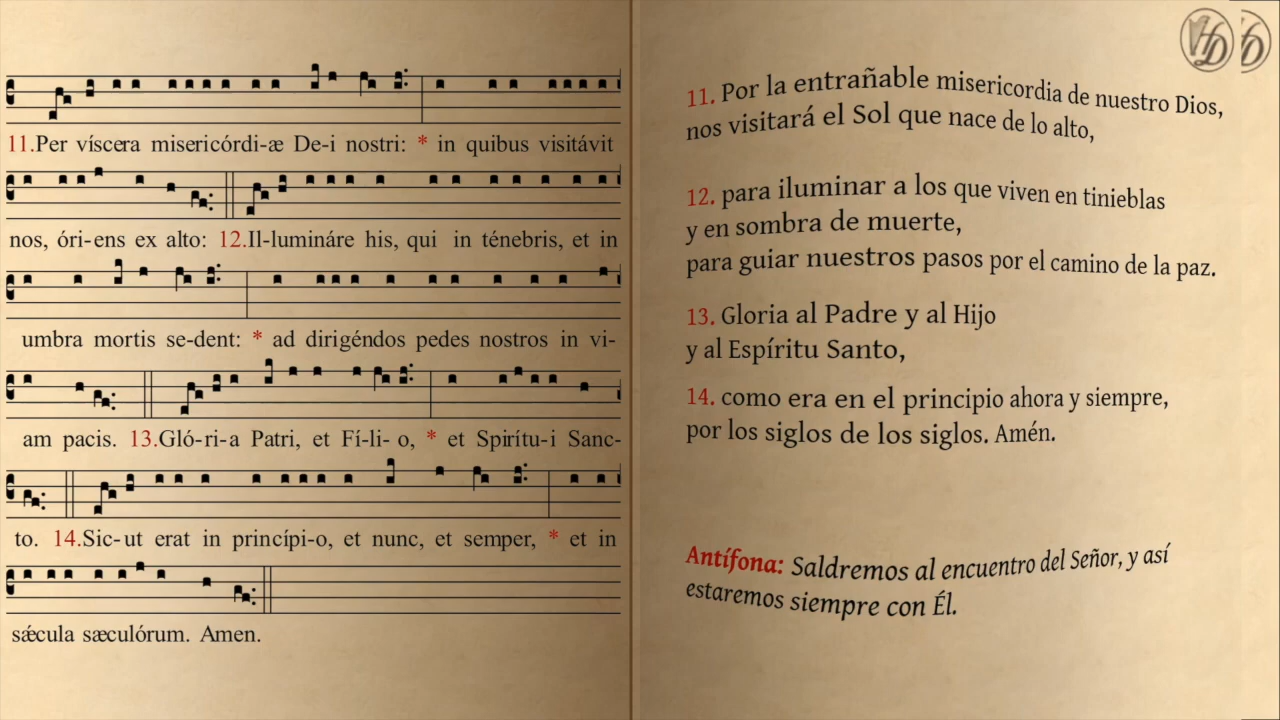 11.Per víscera misericórdi-æ De-i nostri: * in quibus visitávit
nos, óri-ens ex alto: 12.Il-lumináre his, qui in ténebris, et in
umbra mortis se-dent: * ad dirigéndos pedes nostros in vi-
am pacis. 13.Gló-ri-a Patri, et Fí-li-o, * et Spirítu-i Sanc-
to. 14.Sic-ut erat in princípi-o, et nunc, et semper, * et in
sǽcula sæculórum. Amen.
HD
D
11. Por la entrañable misericordia de nuestro Dios,
nos visitará el Sol que nace de lo alto,
12. para iluminar a los que viven en tinieblas
y en sombra de muerte,
para guiar nuestros pasos por el camino de la paz.
13. Gloria al Padre y al Hijo
y al Espíritu Santo,
14. como era en el principio ahora y siempre,
por los siglos de los siglos. Amén.
Antífona: Saldremos al encuentro del Señor, y así
estaremos siempre con Él.